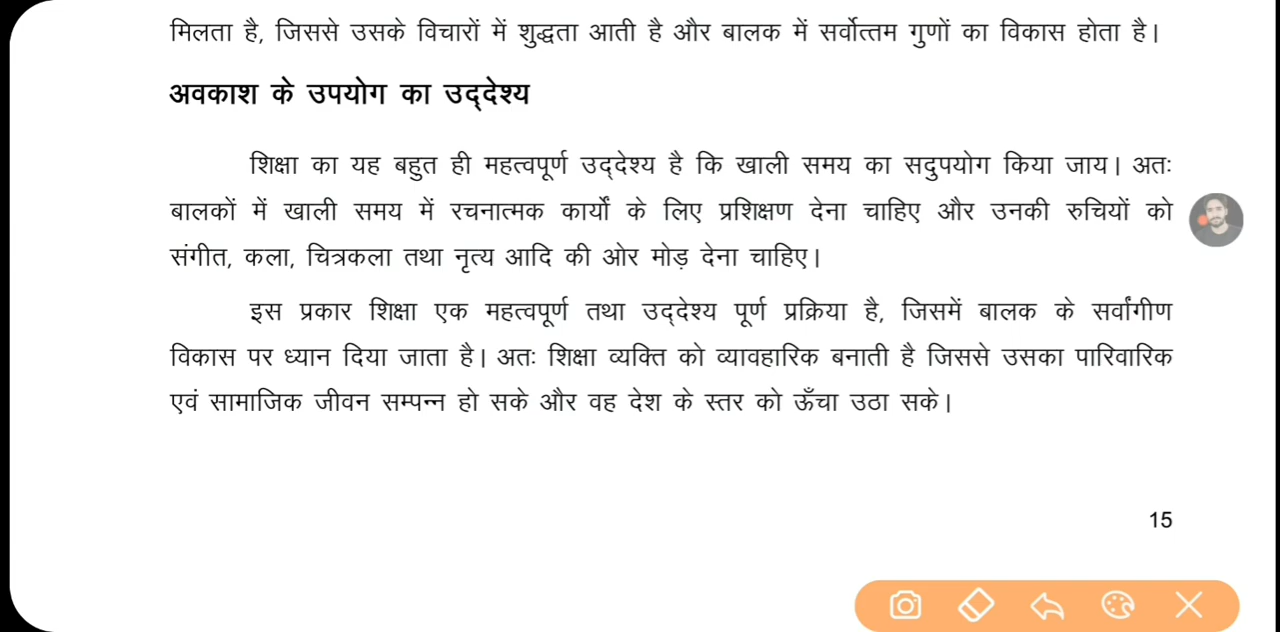 मिलता है, जिससे उसके विचारों में शुद्धता आती है और बालक में सर्वोत्तम गुणों का विकास होता है।
अवकाश के उपयोग का उद्‌देश्य
शिक्षा का यह बहुत ही महत्वपूर्ण उद्‌देश्य है कि खाली समय का सदुपयोग किया जाय। अतः
बालकों में खाली समय में रचनात्मक कार्यों के लिए प्रशिक्षण देना चाहिए और उनकी रुचियों को
संगीत, कला, चित्रकला तथा नृत्य आदि की ओर मोड़ देना चाहिए।
इस प्रकार शिक्षा एक महत्वपूर्ण तथा उद्‌देश्य पूर्ण प्रक्रिया है, जिसमें बालक के सर्वांगीण
विकास पर ध्यान दिया जाता है। अतः शिक्षा व्यक्ति को व्यावहारिक बनाती है जिससे उसका पारिवारिक
एवं सामाजिक जीवन सम्पन्न हो सके और वह देश के स्तर को ऊँचा उठा सके।
15